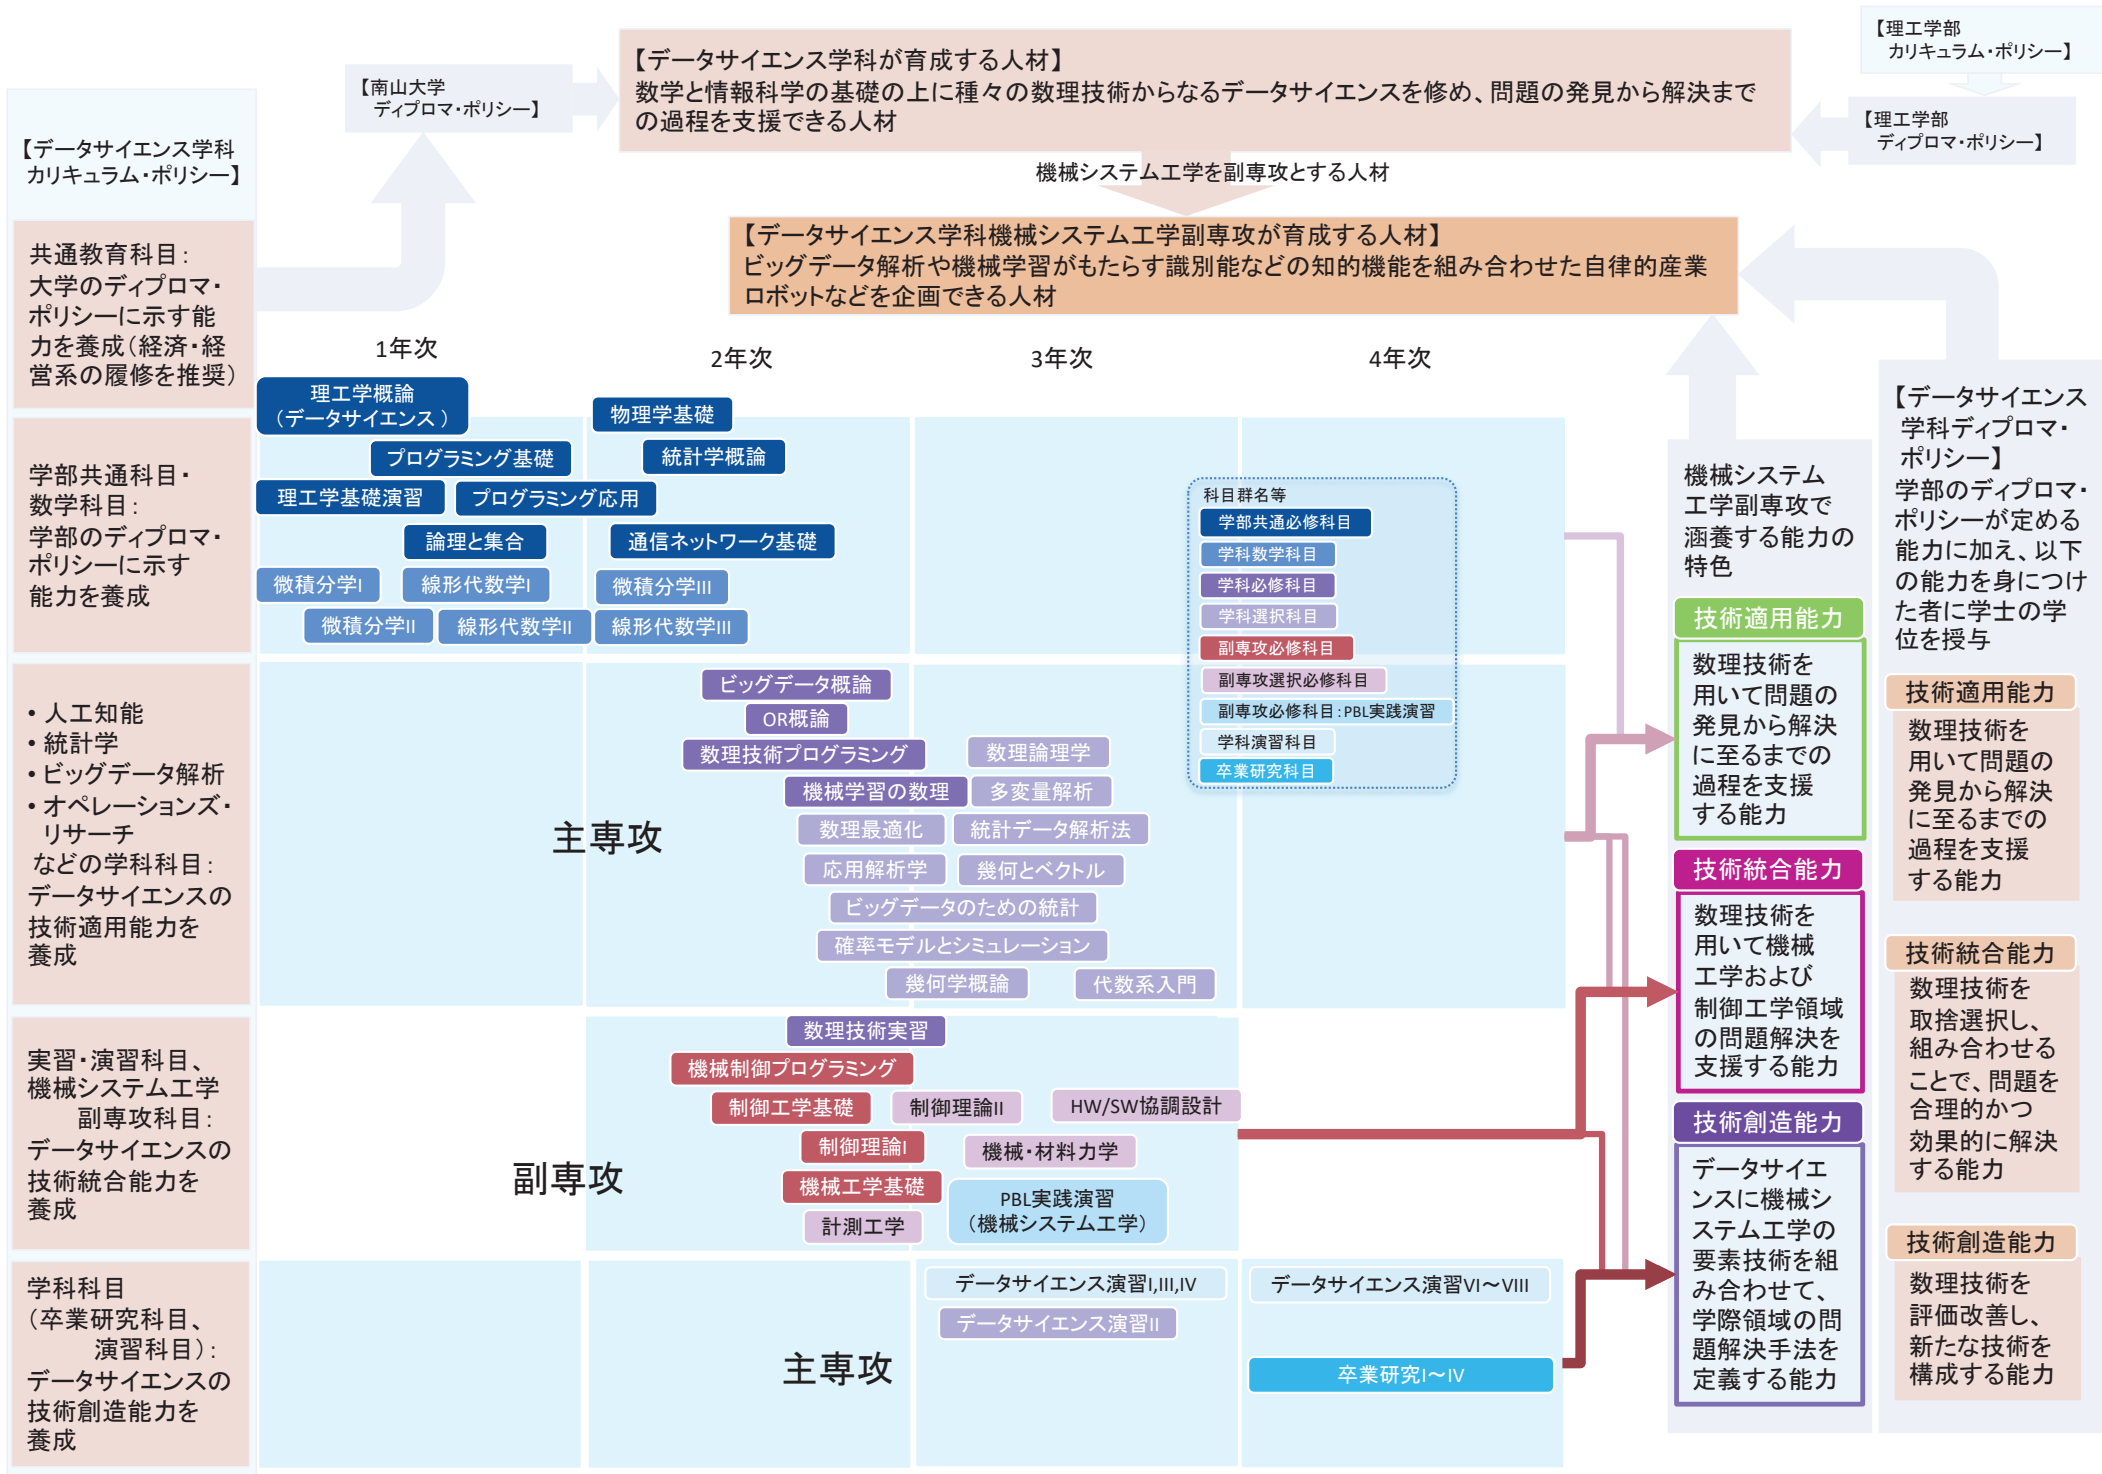 【理工学部
カリキュラム・ポリシー】
【理工学部
ディプロマ・ポリシー】
【南山大学
ディプロマ・ポリシー】
【データサイエンス学科が育成する人材】
数学と情報科学の基礎の上に種々の数理技術からなるデータサイエンスを修め、問題の発見から解決まで
の過程を支援できる人材
機械システム工学を副専攻とする人材
【データサイエンス学科機械システム工学副専攻が育成する人材】
ビッグデータ解析や機械学習がもたらす識別能などの知的機能を組み合わせた自律的産業
ロボットなどを企画できる人材
【データサイエンス学科
カリキュラム・ポリシー】
共通教育科目：
大学のディプロマ・
ポリシーに示す能
力を養成（経済・経
営系の履修を推奨）
学部共通科目・
数学科目：
学部のディプロマ・
ポリシーに示す
能力を養成
・人工知能
・統計学
・ビッグデータ解析
・オペレーションズ・
リサーチ
などの学科科目：
データサイエンスの
技術適用能力を
養成
実習・演習科目、
機械システム工学
副専攻科目：
データサイエンスの
技術統合能力を
養成
学科科目
（卒業研究科目、
演習科目）：
データサイエンスの
技術創造能力を
養成
1年次
2年次
3年次
4年次
理工学概論
（データサイエンス）
物理学基礎
プログラミング基礎
統計学概論
理工学基礎演習
プログラミング応用
論理と集合
通信ネットワーク基礎
微積分学I
線形代数学I
微積分学III
微積分学II
線形代数学II
線形代数学III
科目群名等
学部共通必修科目
学科数学科目
学科必修科目
学科選択科目
副専攻必修科目
副専攻選択必修科目
副専攻必修科目：PBL実践演習
学科演習科目
卒業研究科目
主専攻
ビッグデータ概論
OR概論
数理技術プログラミング
数理論理学
機械学習の数理
多変量解析
数理最適化
統計データ解析法
応用解析学
幾何とベクトル
ビッグデータのための統計
確率モデルとシミュレーション
幾何学概論
代数系入門
副専攻
数理技術実習
機械制御プログラミング
制御工学基礎
制御理論II
HW/SW協調設計
制御理論I
機械・材料力学
機械工学基礎
PBL実践演習
（機械システム工学）
計測工学
主専攻
データサイエンス演習I,III,IV
データサイエンス演習VI～VIII
データサイエンス演習II
卒業研究I～IV
機械システム
工学副専攻で
涵養する能力の
特色
技術適用能力
数理技術を
用いて問題の
発見から解決
に至るまでの
過程を支援
する能力
技術統合能力
数理技術を
用いて機械
工学および
制御工学領域
の問題解決を
支援する能力
技術創造能力
データサイエ
ンスに機械シ
ステム工学の
要素技術を組
み合わせて、
学際領域の問
題解決手法を
定義する能力
【データサイエンス
学科ディプロマ・
ポリシー】
学部のディプロマ・
ポリシーが定める
能力に加え、以下
の能力を身につけ
た者に学士の学
位を授与
技術適用能力
数理技術を
用いて問題の
発見から解決
に至るまでの
過程を支援
する能力
技術統合能力
数理技術を
取捨選択し、
組み合わせる
ことで、問題を
合理的かつ
効果的に解決
する能力
技術創造能力
数理技術を
評価改善し、
新たな技術を
構成する能力